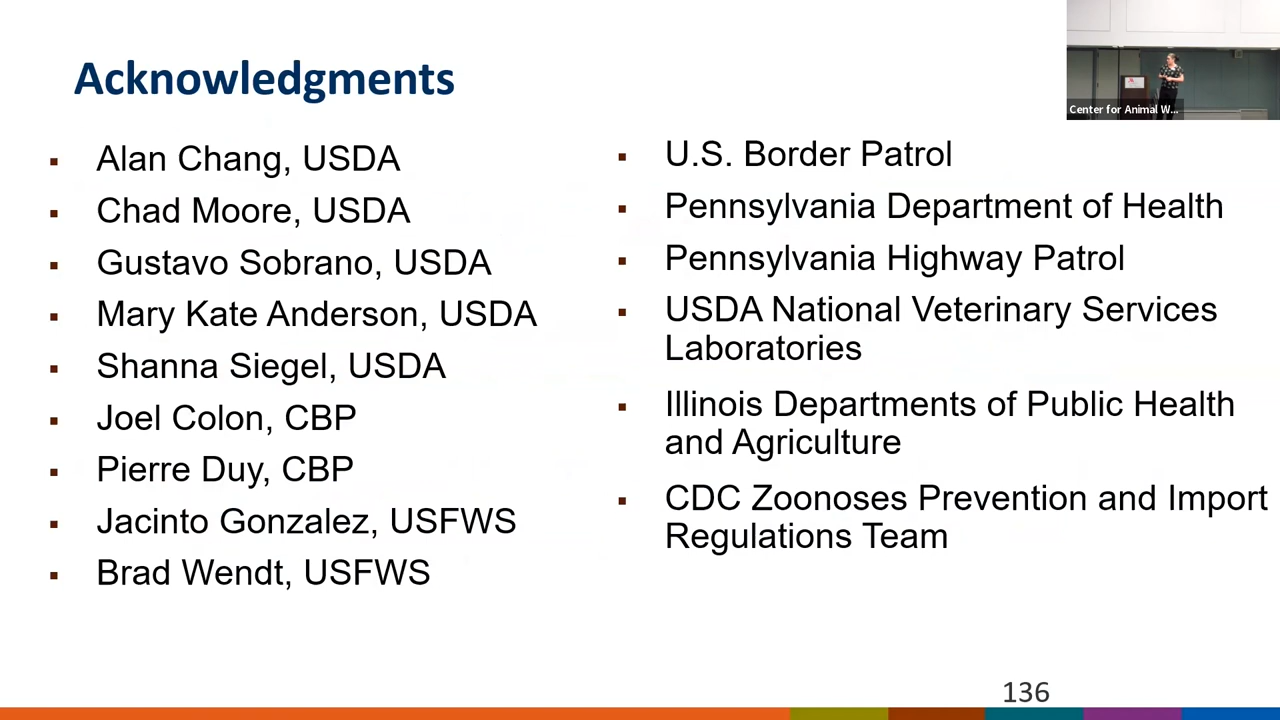 Acknowledgments
Center for Animal W...
Alan Chang, USDA
Chad Moore, USDA
Gustavo Sobrano, USDA
Mary Kate Anderson, USDA
Shanna Siegel, USDA
Joel Colon, CBP
Pierre Duy, CBP
Jacinto Gonzalez, USFWS
Brad Wendt, USFWS
U.S. Border Patrol
Pennsylvania Department of Health
Pennsylvania Highway Patrol
USDA National Veterinary Services
Laboratories
Illinois Departments of Public Health
and Agriculture
CDC Zoonoses Prevention and Import
Regulations Team
136